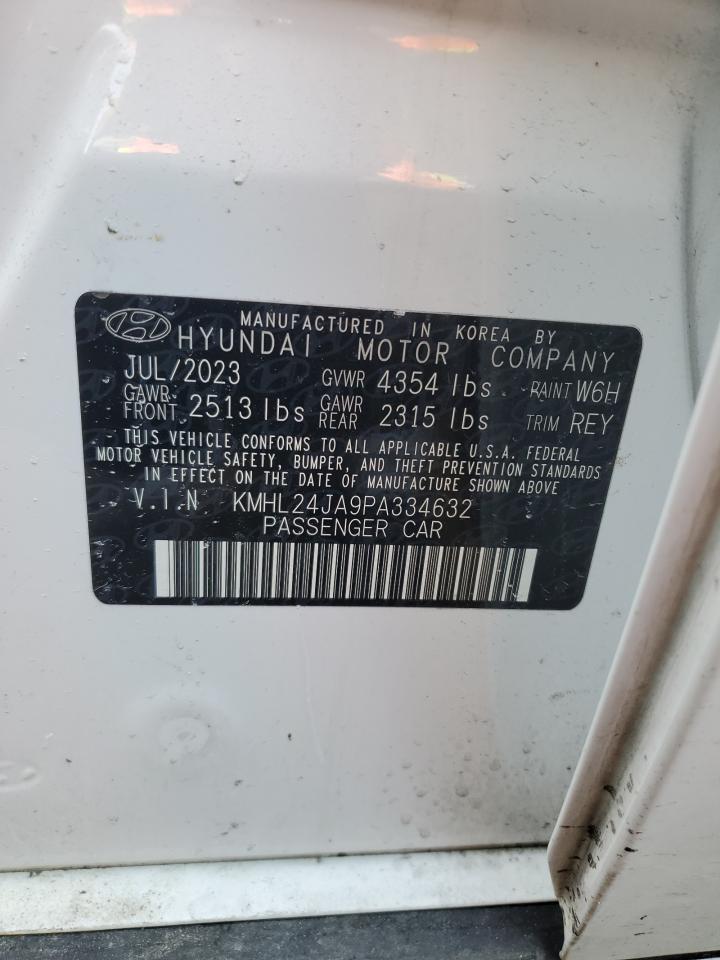 MANUFACTURED IN KOREA BY
HYUNDAI MOTOR COMPANY
JUL/2023 GVWR 4354 lbs PAINT W6H
GAWR FRONT 2513 lbs GAWR REAR 2315 lbs TRIM REY
THIS VEHICLE CONFORMS TO ALL APPLICABLE U.S.A. FEDERAL
MOTOR VEHICLE SAFETY, BUMPER, AND THEFT PREVENTION STANDARDS
IN EFFECT ON THE DATE OF MANUFACTURE SHOWN ABOVE
V.I.N KMHL24JA9PA334632
PASSENGER CAR